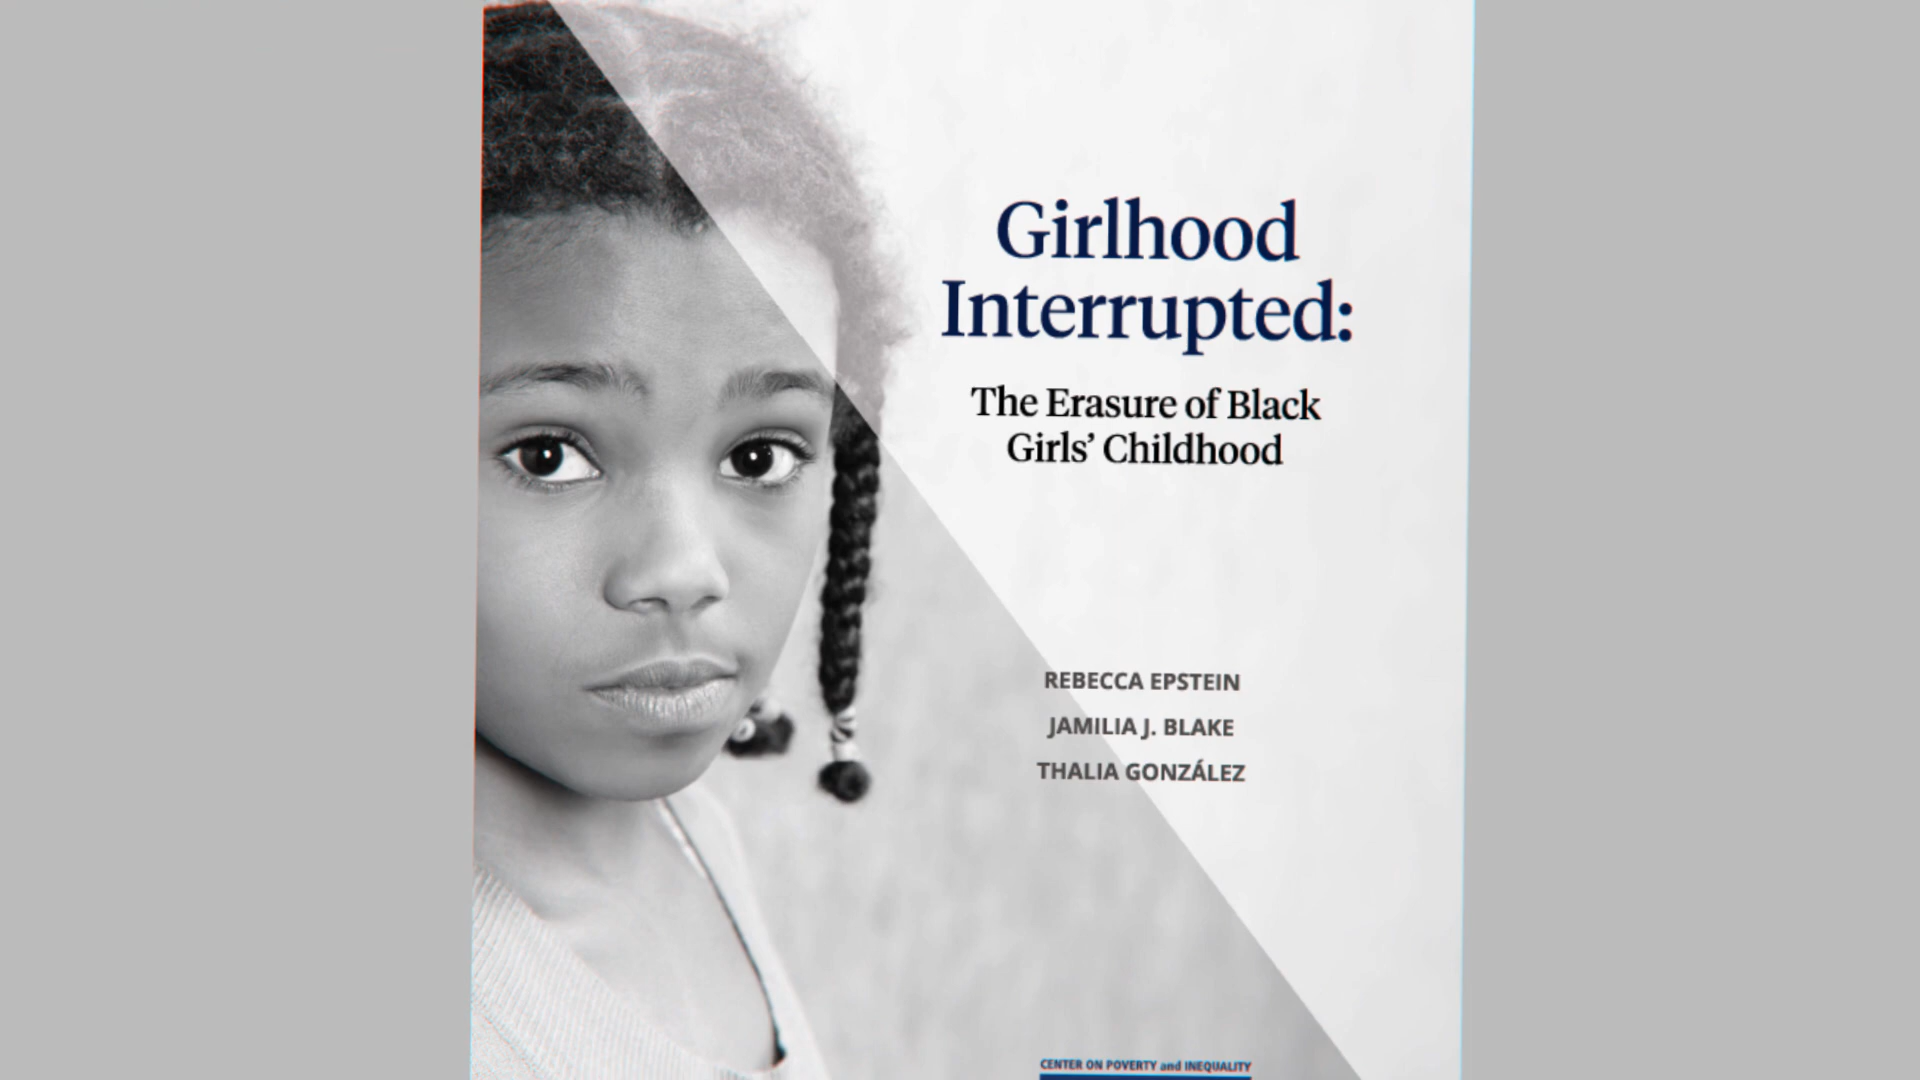 Girlhood
Interrupted:
The Erasure of Black
Girls’ Childhood
REBECCA EPSTEIN
JAMILIA J. BLAKE
THALIA GONZÁLEZ
CENTER ON POVERTY and INEQUALITY